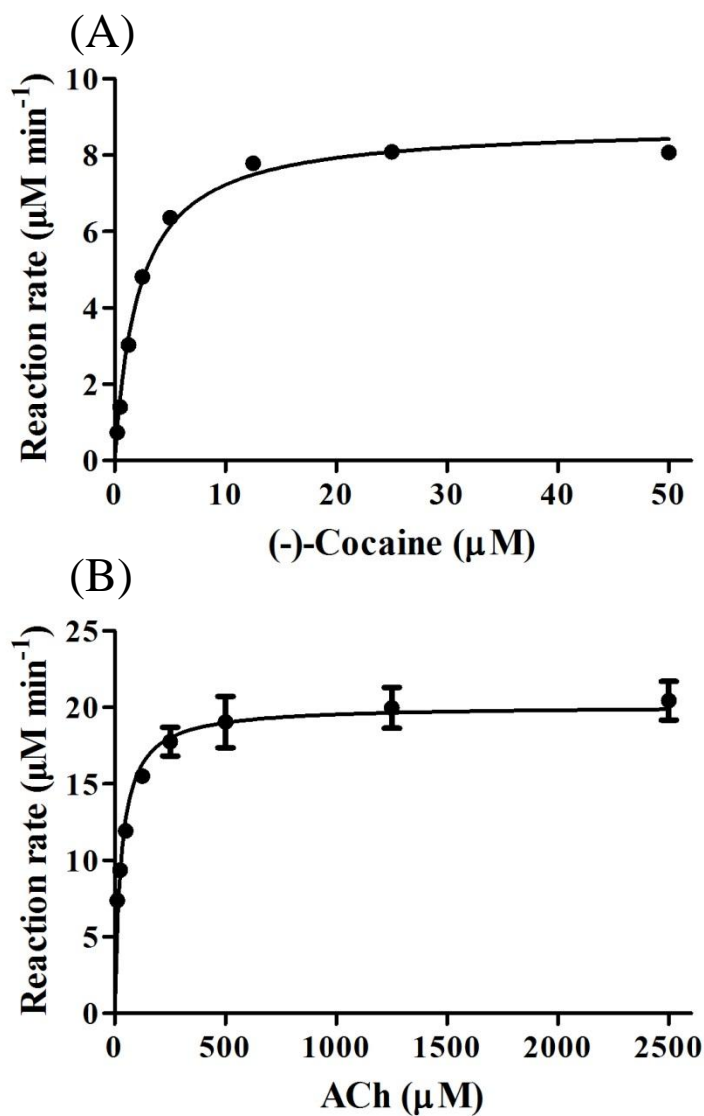 (A)
Reaction rate (μM min⁻¹)
10
8
6
4
2
0
0 10 20 30 40 50
(-)-Cocaine (μM)
(B)
Reaction rate (μM min⁻¹)
25
20
15
10
5
0
0 500 1000 1500 2000 2500
ACh (μM)